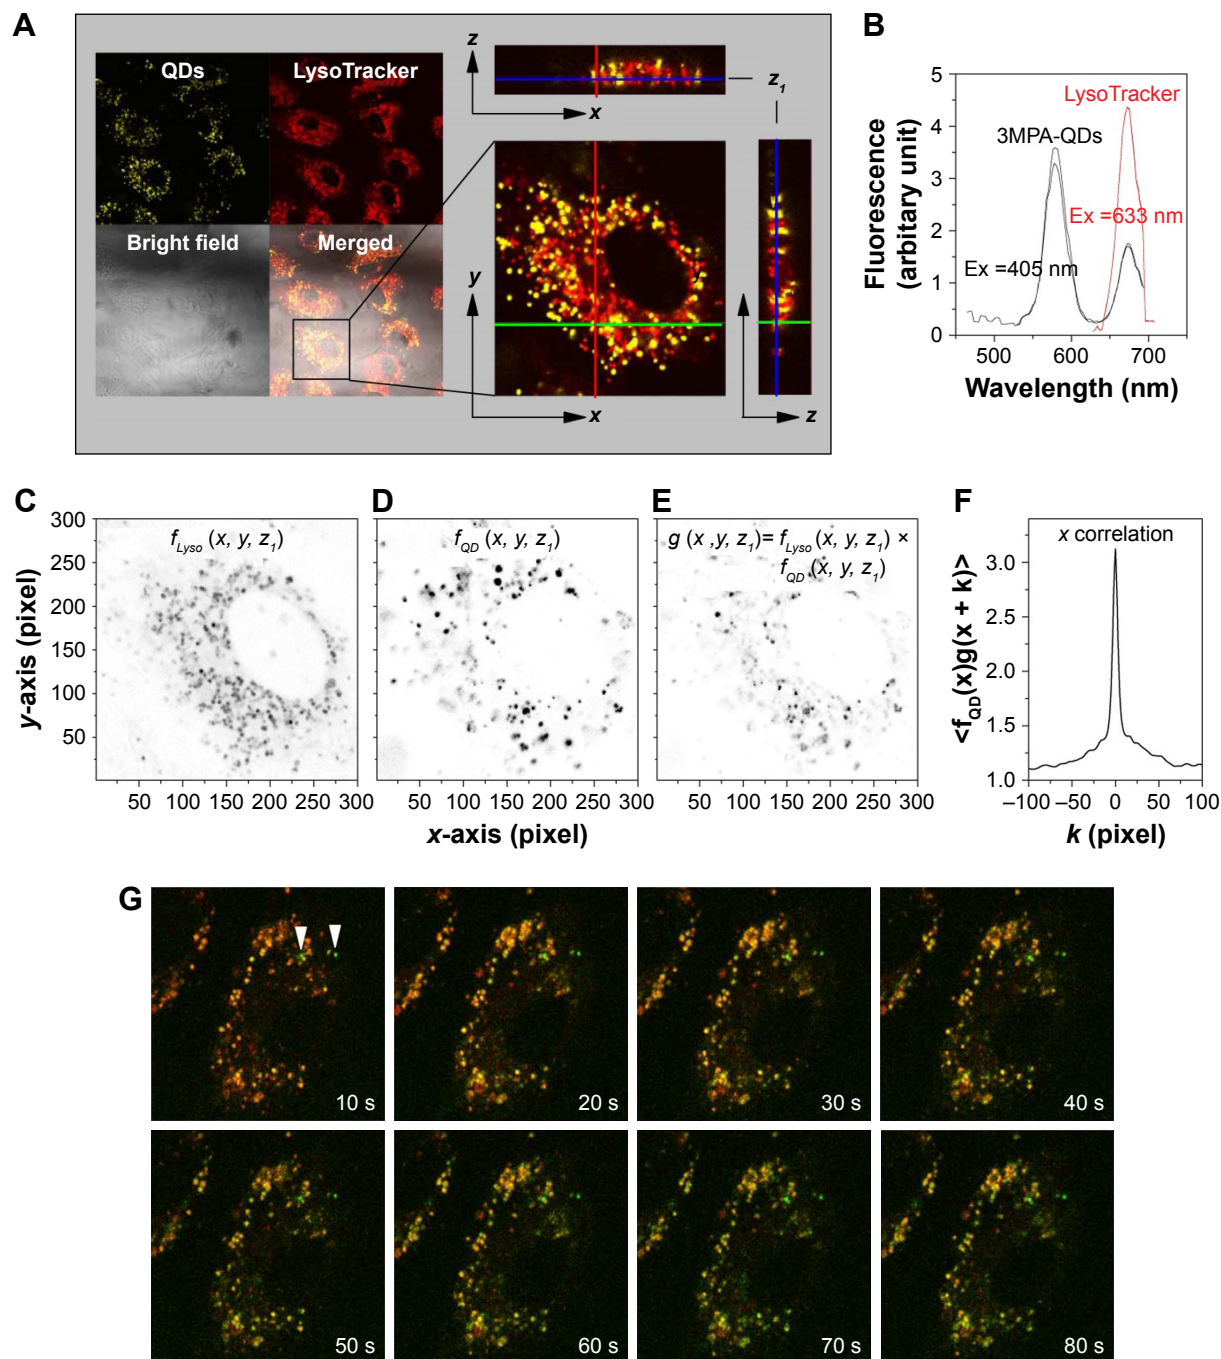 A
QDs
LysoTracker
Bright field
Merged
z
x
z1
y
x
y
z
B
Fluorescence
(arbitary unit)
5
4
3
2
1
0
LysoTracker
3MPA-QDs
Ex =633 nm
Ex =405 nm
500
600
700
Wavelength (nm)
C
D
E
F
y-axis (pixel)
300
250
200
150
100
50
fLyso (x, y, z1)
fQD (x, y, z1)
g (x ,y, z1)= fLyso (x, y, z1) ×
fQD (x, y, z1)
50 100 150 200 250 300
50 100 150 200 250 300
50 100 150 200 250 300
x-axis (pixel)
<fQD(x)g(x + k)>
x correlation
3.0
2.5
2.0
1.5
1.0
–100 –50 0 50 100
k (pixel)
G
10 s
20 s
30 s
40 s
50 s
60 s
70 s
80 s